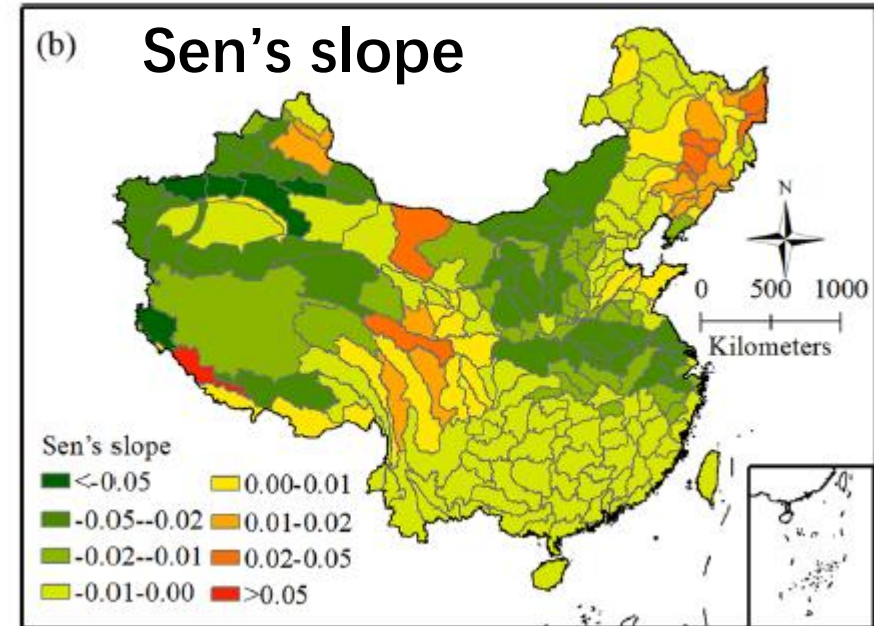 (b) Sen’s slope
N
0 500 1000
Kilometers
Sen’s slope
<-0.05 0.00-0.01
-0.05--0.02 0.01-0.02
-0.02--0.01 0.02-0.05
-0.01-0.00 >0.05